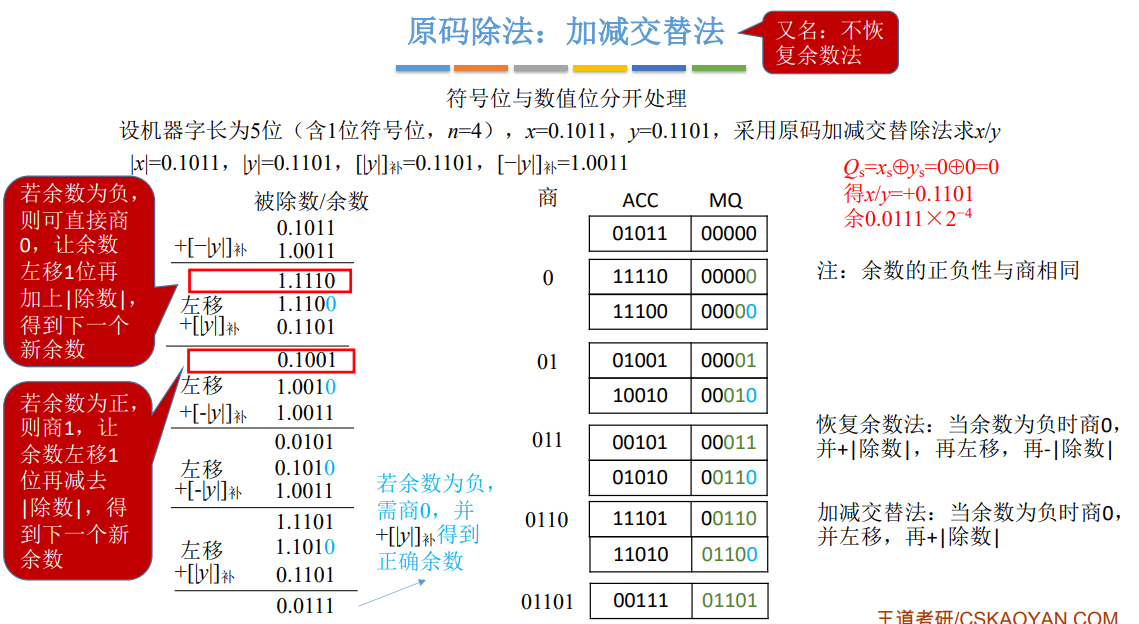 原码除法：加减交替法
又名：不恢
复余数法
符号位与数值位分开处理
设机器字长为5位（含1位符号位，n=4），x=0.1011，y=0.1101，采用原码加减交替除法求x/y
|x|=0.1011，|y|=0.1101，[|y|]补=0.1101，[−|y|]补=1.0011
Qs=xs⊕ys=0⊕0=0
得x/y=+0.1101
余0.0111×2−4
若余数为负，
则可直接商
0，让余数
左移1位再
加上|除数|，
得到下一个
新余数
若余数为正，
则商1，让
余数左移1
位再减去
|除数|，得
到下一个新
余数
被除数/余数
0.1011
+[−|y|]补 1.0011
1.1110
左移 1.1100
+[|y|]补 0.1101
0.1001
左移 1.0010
+[-|y|]补 1.0011
0.0101
左移 0.1010
+[-|y|]补 1.0011
1.1101
左移 1.1010
+[|y|]补 0.1101
0.0111
若余数为负，
需商0，并
+[|y|]补得到
正确余数
商 ACC MQ
01011 00000
0 11110 00000
11100 00000
01 01001 00001
10010 00010
011 00101 00011
01010 00110
0110 11101 00110
11010 01100
01101 00111 01101
注：余数的正负性与商相同
恢复余数法：当余数为负时商0，
并+|除数|，再左移，再-|除数|
加减交替法：当余数为负时商0，
并左移，再+|除数|
王道考研/CSKAOYAN.COM